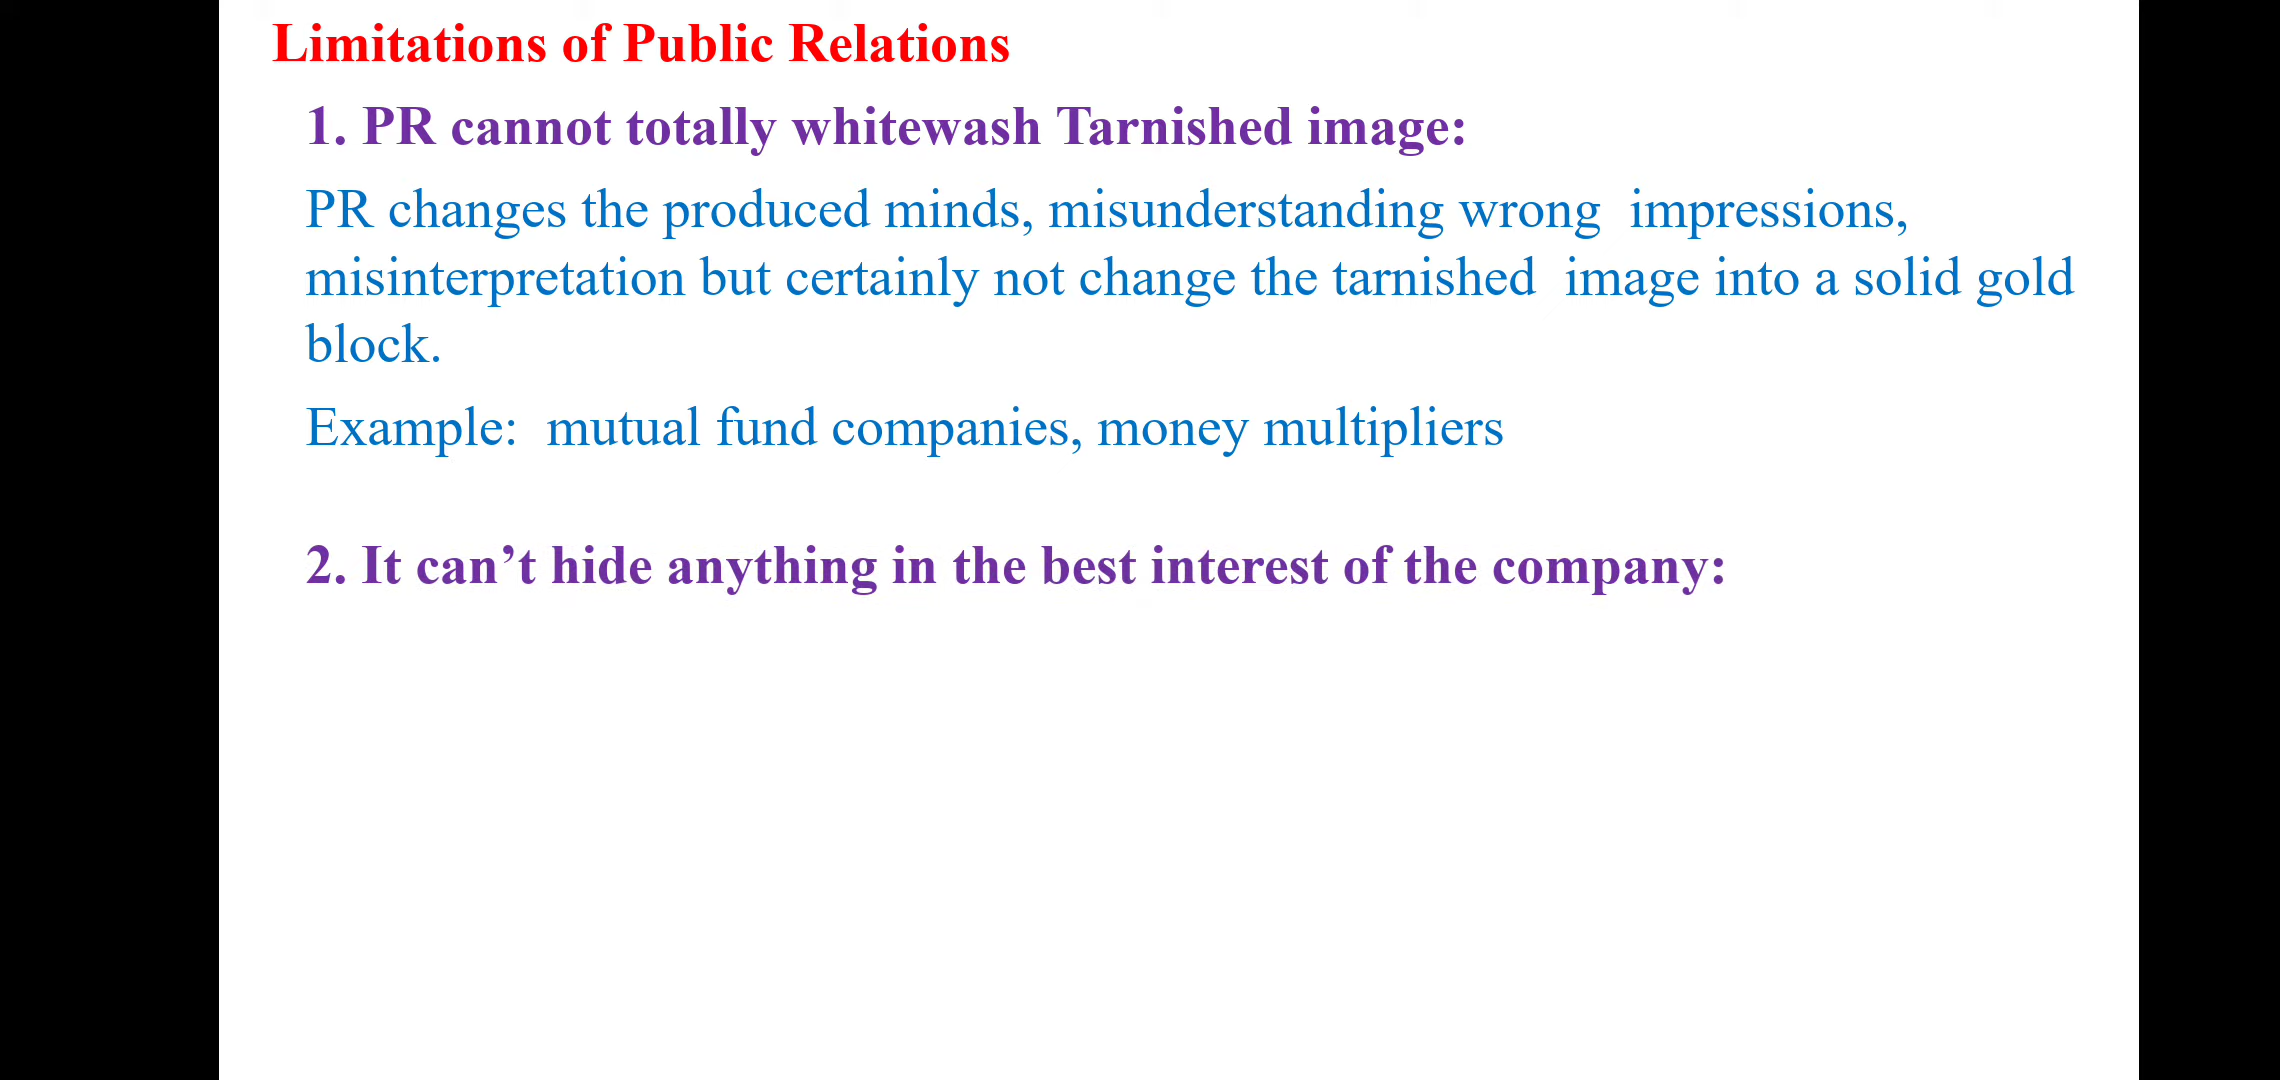 Limitations of Public Relations
1. PR cannot totally whitewash Tarnished image:
PR changes the produced minds, misunderstanding wrong  impressions,
misinterpretation but certainly not change the tarnished  image into a solid gold
block.
Example:  mutual fund companies, money multipliers
2. It can’t hide anything in the best interest of the company: